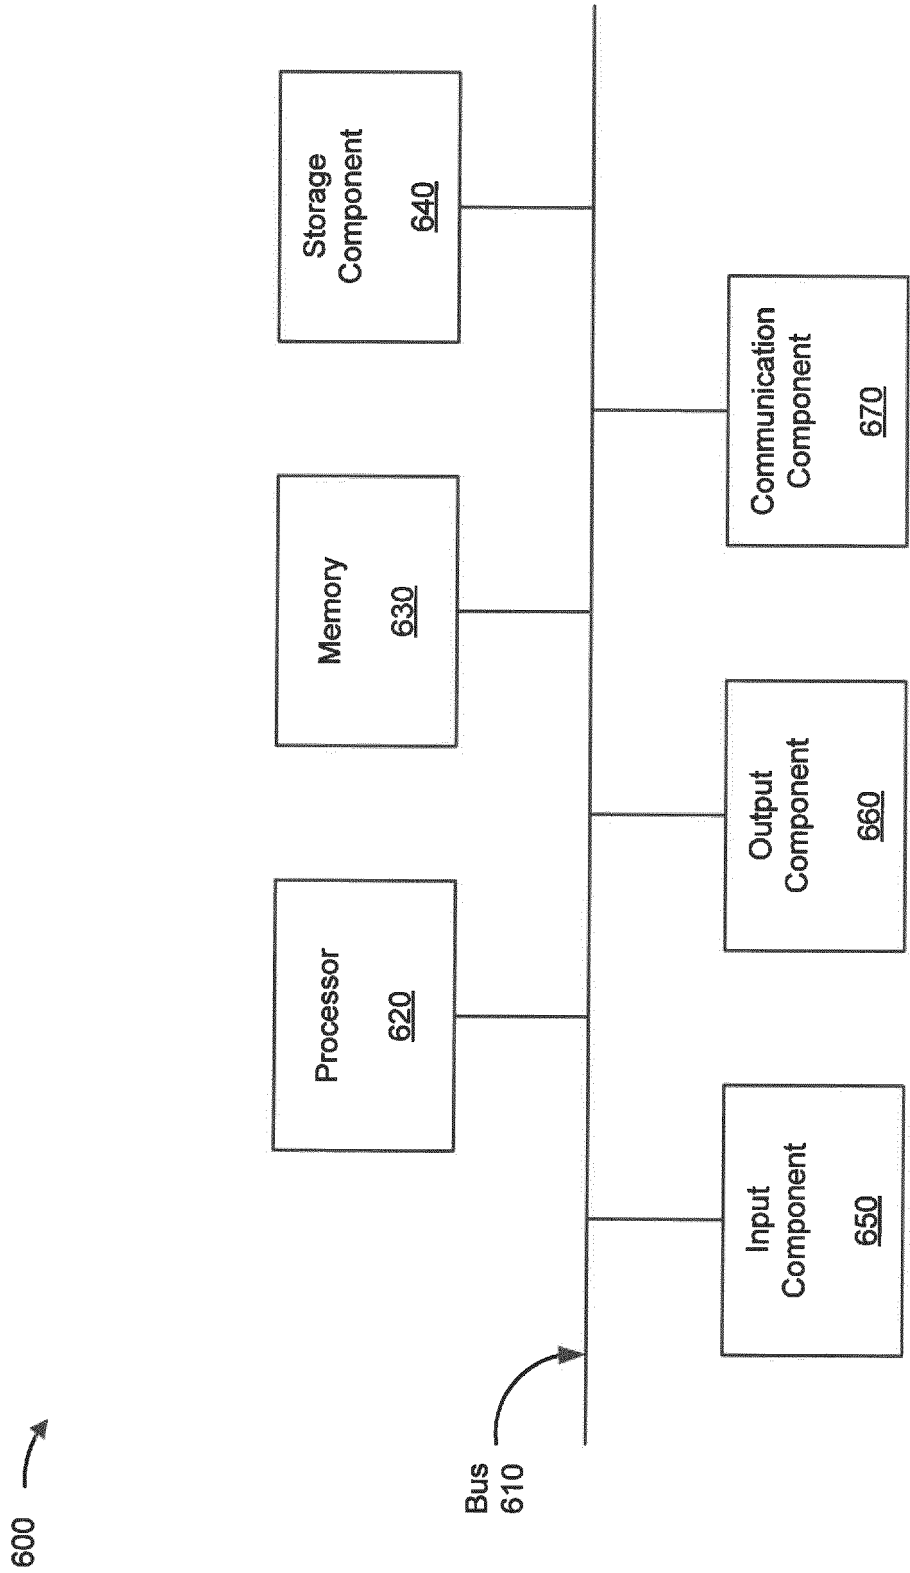 600
Processor
620
Memory
630
Storage
Component
640
Bus
610
Input
Component
650
Output
Component
660
Communication
Component
670